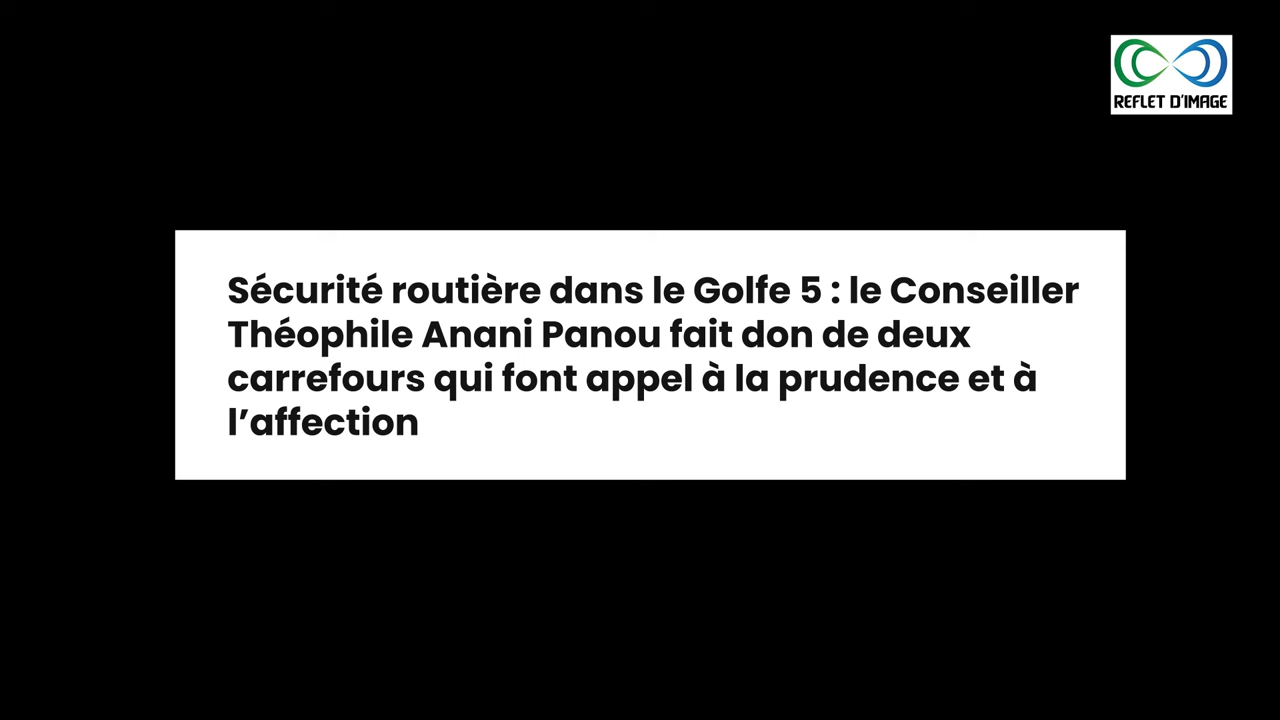 REFLET D'IMAGE
Sécurité routière dans le Golfe 5 : le Conseiller
Théophile Anani Panou fait don de deux
carrefours qui font appel à la prudence et à
l’affection